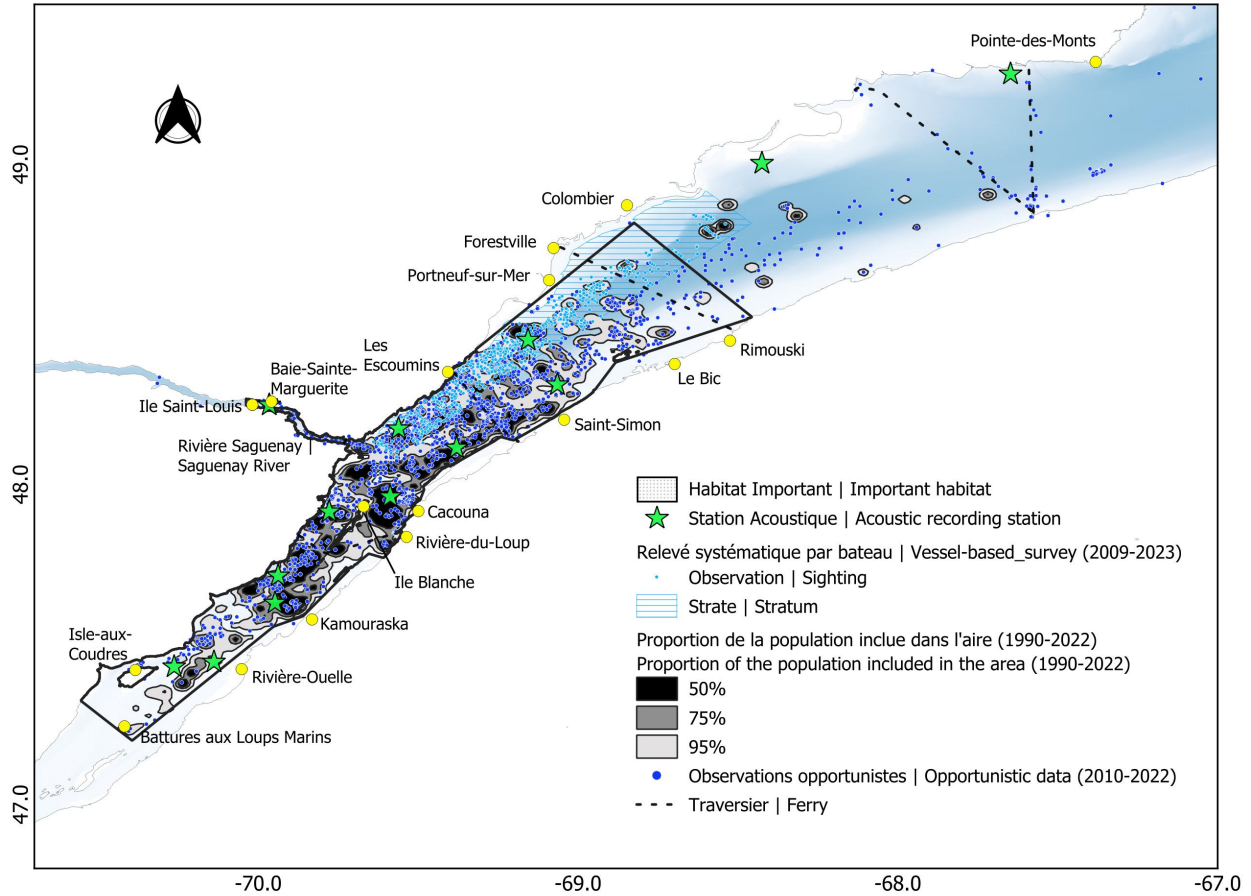 Pointe-des-Monts
Colombier
Forestville
Portneuf-sur-Mer
Les
Escoumins
Baie-Sainte-
Marguerite
Ile Saint-Louis
Rivière Saguenay |
Saguenay River
Rimouski
Le Bic
Saint-Simon
Cacouna
Rivière-du-Loup
Ile Blanche
Kamouraska
Isle-aux-
Coudres
Rivière-Ouelle
Battures aux Loups Marins
Habitat Important | Important habitat
Station Acoustique | Acoustic recording station
Relevé systématique par bateau | Vessel-based_survey (2009-2023)
Observation | Sighting
Strate | Stratum
Proportion de la population inclue dans l'aire (1990-2022)
Proportion of the population included in the area (1990-2022)
50%
75%
95%
Observations opportunistes | Opportunistic data (2010-2022)
Traversier | Ferry
49.0
48.0
47.0
-70.0
-69.0
-68.0
-67.0